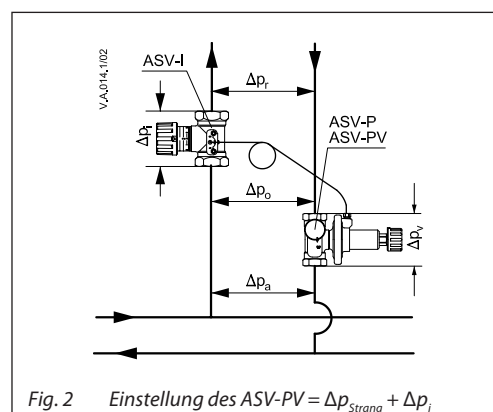 V.A.014.1/02
ASV-I
Δpᵣ
ASV-P
ASV-PV
Δpᵢ
Δpₒ
Δpᵥ
Δpₐ
Fig. 2 Einstellung des ASV-PV = Δp_Strang + Δpᵢ